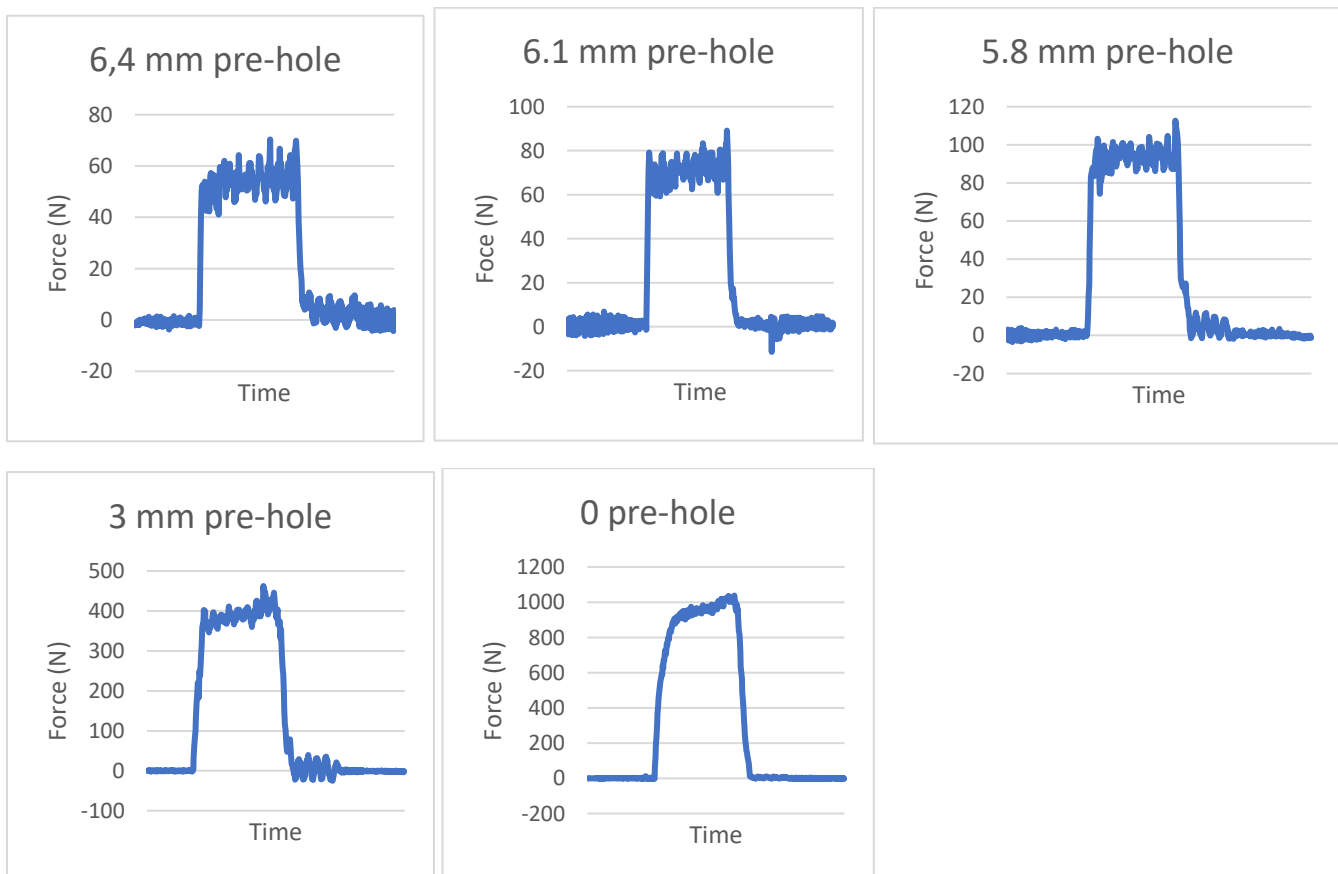 6,4 mm pre-hole
80
60
40
20
0
-20
Force (N)
Time
6.1 mm pre-hole
100
80
60
40
20
0
-20
Foce (N)
Time
5.8 mm pre-hole
120
100
80
60
40
20
0
-20
Force (N)
Time
3 mm pre-hole
500
400
300
200
100
0
-100
Force (N)
Time
0 pre-hole
1200
1000
800
600
400
200
0
-200
Force (N)
Time